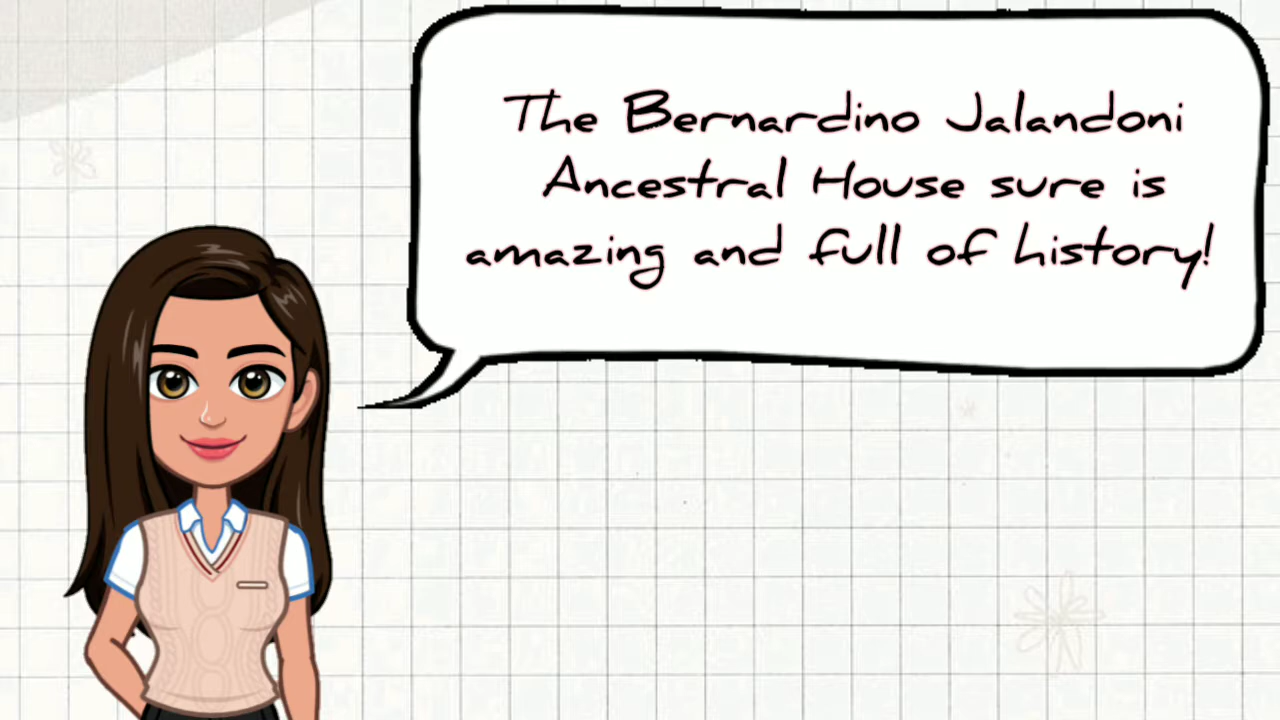 The Bernardino Jalandoni
Ancestral House sure is
amazing and full of history!